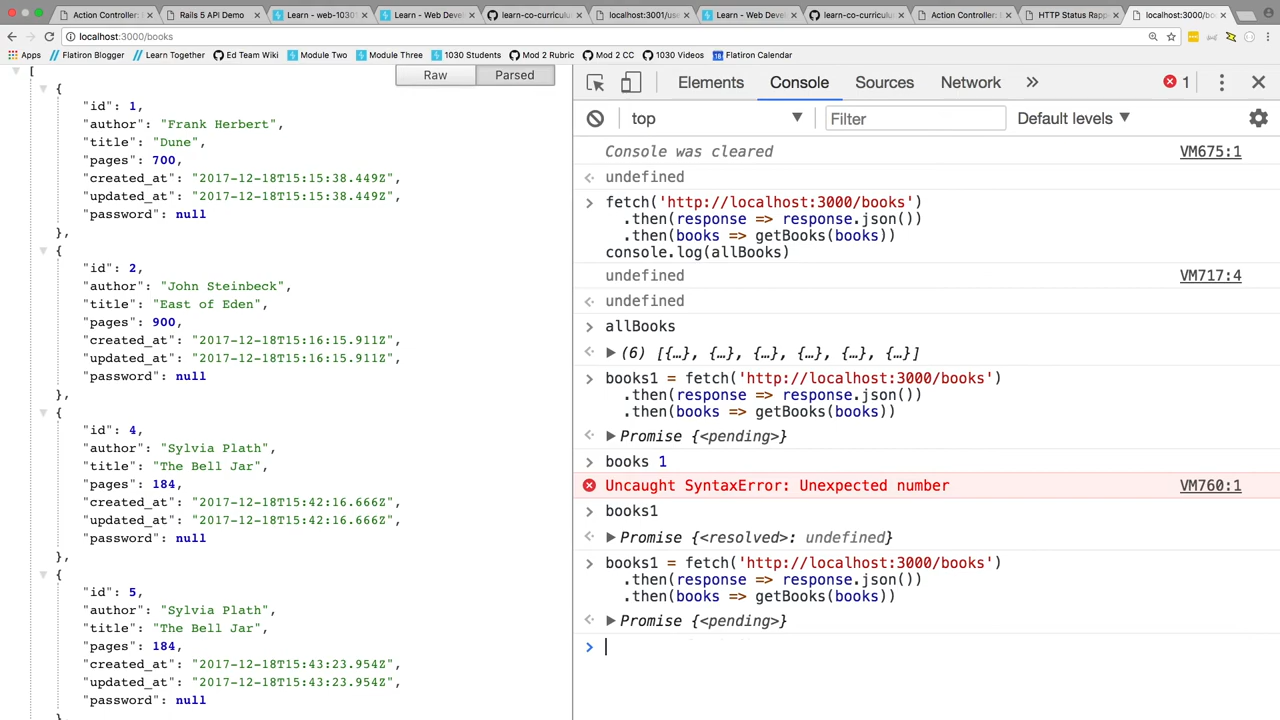 Action Controller: 
Rails 5 API Demo
Learn - web-1030
Learn - Web Deve
learn-co-curriculum
localhost:3001/use
Learn - Web Deve
learn-co-curriculu
Action Controller: 
HTTP Status Rapp
localhost:3000/bo
localhost:3000/books
Apps
Flatiron Blogger
Learn Together
Ed Team Wiki
Module Two
Module Three
1030 Students
Mod 2 Rubric
Mod 2 CC
1030 Videos
18
Flatiron Calendar
Raw
Parsed
[
{
"id": 1,
"author": "Frank Herbert",
"title": "Dune",
"pages": 700,
"created_at": "2017-12-18T15:15:38.449Z",
"updated_at": "2017-12-18T15:15:38.449Z",
"password": null
},
{
"id": 2,
"author": "John Steinbeck",
"title": "East of Eden",
"pages": 900,
"created_at": "2017-12-18T15:16:15.911Z",
"updated_at": "2017-12-18T15:16:15.911Z",
"password": null
},
{
"id": 4,
"author": "Sylvia Plath",
"title": "The Bell Jar",
"pages": 184,
"created_at": "2017-12-18T15:42:16.666Z",
"updated_at": "2017-12-18T15:42:16.666Z",
"password": null
},
{
"id": 5,
"author": "Sylvia Plath",
"title": "The Bell Jar",
"pages": 184,
"created_at": "2017-12-18T15:43:23.954Z",
"updated_at": "2017-12-18T15:43:23.954Z",
"password": null
Elements
Console
Sources
Network
1
top
Filter
Default levels
Console was cleared VM675:1
undefined
fetch('http://localhost:3000/books')
.then(response => response.json())
.then(books => getBooks(books))
console.log(allBooks)
undefined VM717:4
undefined
allBooks
(6) [{…}, {…}, {…}, {…}, {…}, {…}]
books1 = fetch('http://localhost:3000/books')
.then(response => response.json())
.then(books => getBooks(books))
Promise {<pending>}
books 1
Uncaught SyntaxError: Unexpected number VM760:1
books1
Promise {<resolved>: undefined}
books1 = fetch('http://localhost:3000/books')
.then(response => response.json())
.then(books => getBooks(books))
Promise {<pending>}